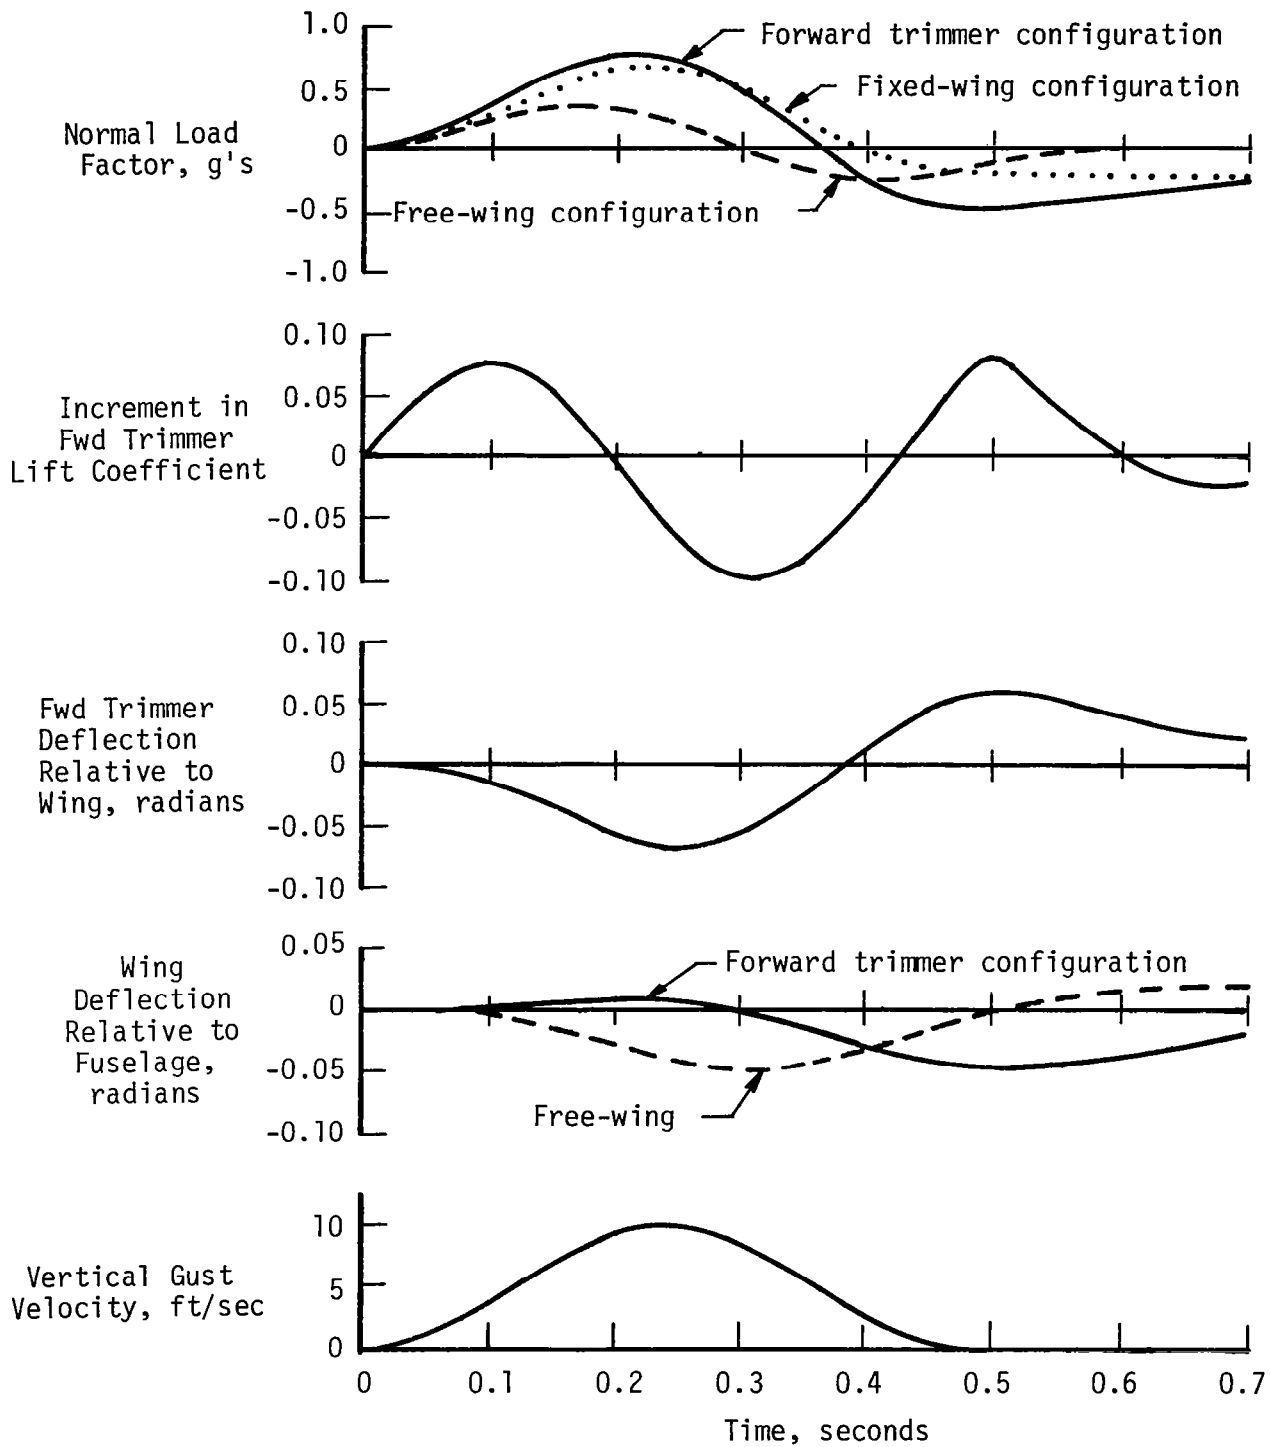 1.0
Forward trimmer configuration
0.5
Fixed-wing configuration
Normal Load
Factor, g's
0
-0.5
Free-wing configuration
-1.0
0.10
Increment in
Fwd Trimmer
Lift Coefficient
0.05
0
-0.05
-0.10
0.10
Fwd Trimmer
Deflection
Relative to
Wing, radians
0.05
0
-0.05
-0.10
0.05
Forward trimmer configuration
Wing
Deflection
Relative to
Fuselage,
radians
0
-0.05
Free-wing
-0.10
10
Vertical Gust
Velocity, ft/sec
5
0
0 0.1 0.2 0.3 0.4 0.5 0.6 0.7
Time, seconds